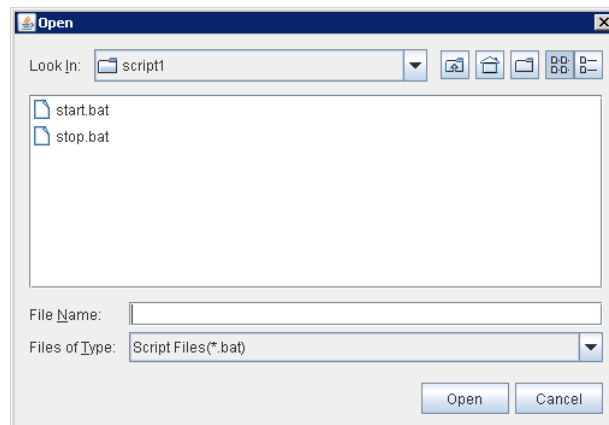 Open
Look In: script1
start.bat
stop.bat
File Name:
Files of Type: Script Files(*.bat)
Open Cancel